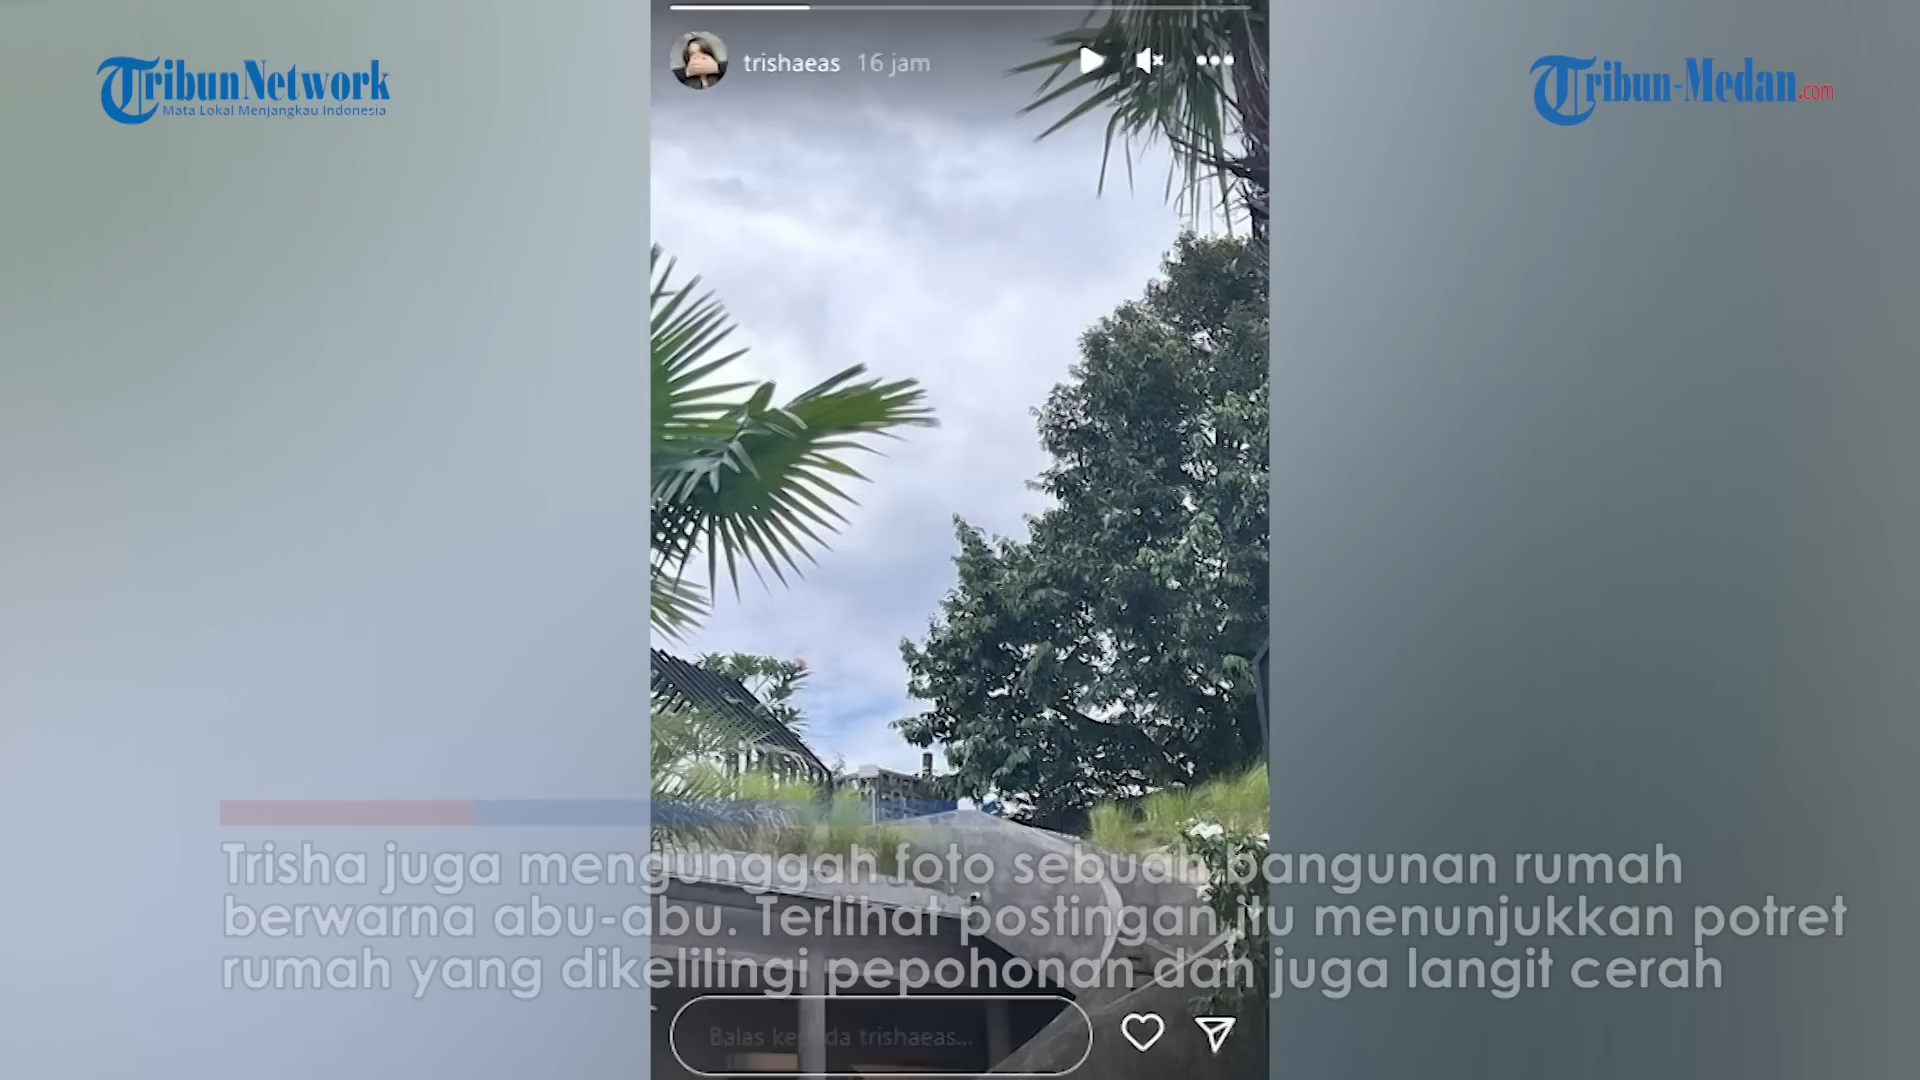 TribunNetwork
Mata Lokal Menjangkau Indonesia
trishaeas 16 jam
Tribun-Medan.com
Trisha juga mengunggah foto sebuah bangunan rumah
berwarna abu-abu. Terlihat postingan itu menunjukkan potret
rumah yang dikelilingi pepohonan dan juga langit cerah
Balas kepada trishaeas...